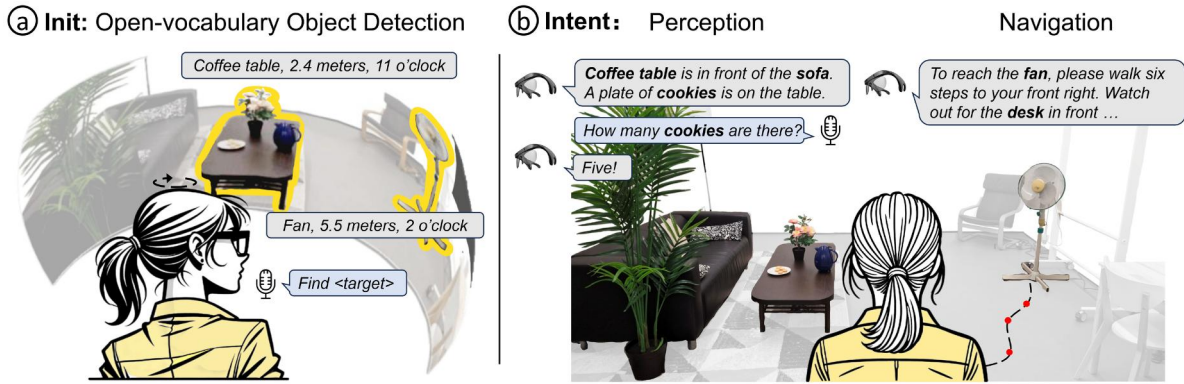 a Init: Open-vocabulary Object Detection
Coffee table, 2.4 meters, 11 o'clock
Fan, 5.5 meters, 2 o'clock
Find <target>
b Intent: Perception
Navigation
Coffee table is in front of the sofa.
A plate of cookies is on the table.
How many cookies are there?
Five!
To reach the fan, please walk six
steps to your front right. Watch
out for the desk in front ...